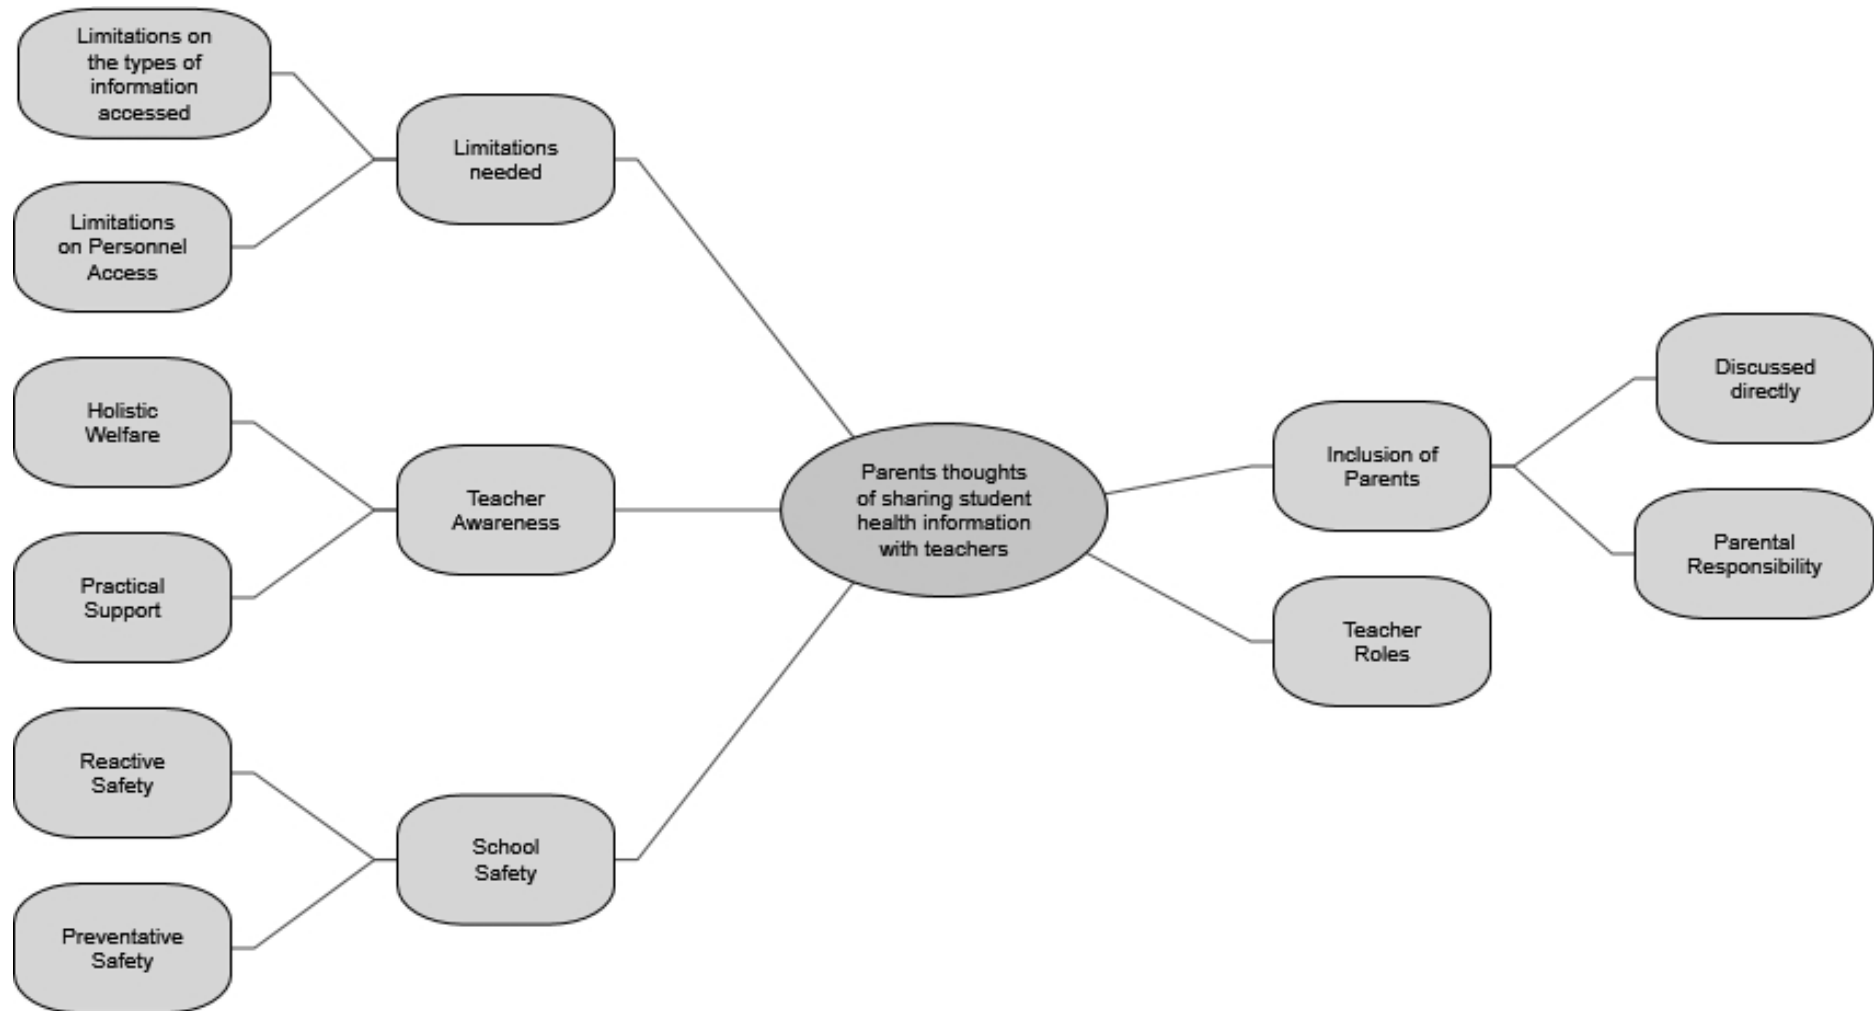 Limitations on
the types of
information
accessed
Limitations
needed
Limitations
on Personnel
Access
Holistic
Welfare
Teacher
Awareness
Practical
Support
Reactive
Safety
School
Safety
Preventative
Safety
Parents thoughts
of sharing student
health information
with teachers
Inclusion of
Parents
Discussed
directly
Parental
Responsibility
Teacher
Roles